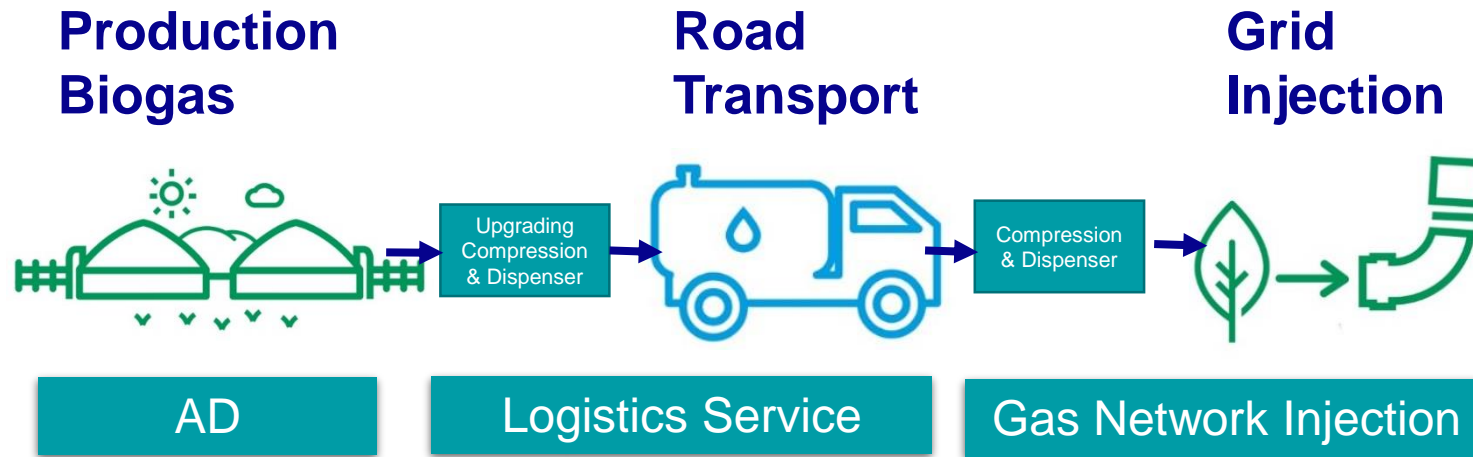 Production
Biogas
Road
Transport
Grid
Injection
Upgrading
Compression
& Dispenser
Compression
& Dispenser
AD
Logistics Service
Gas Network Injection